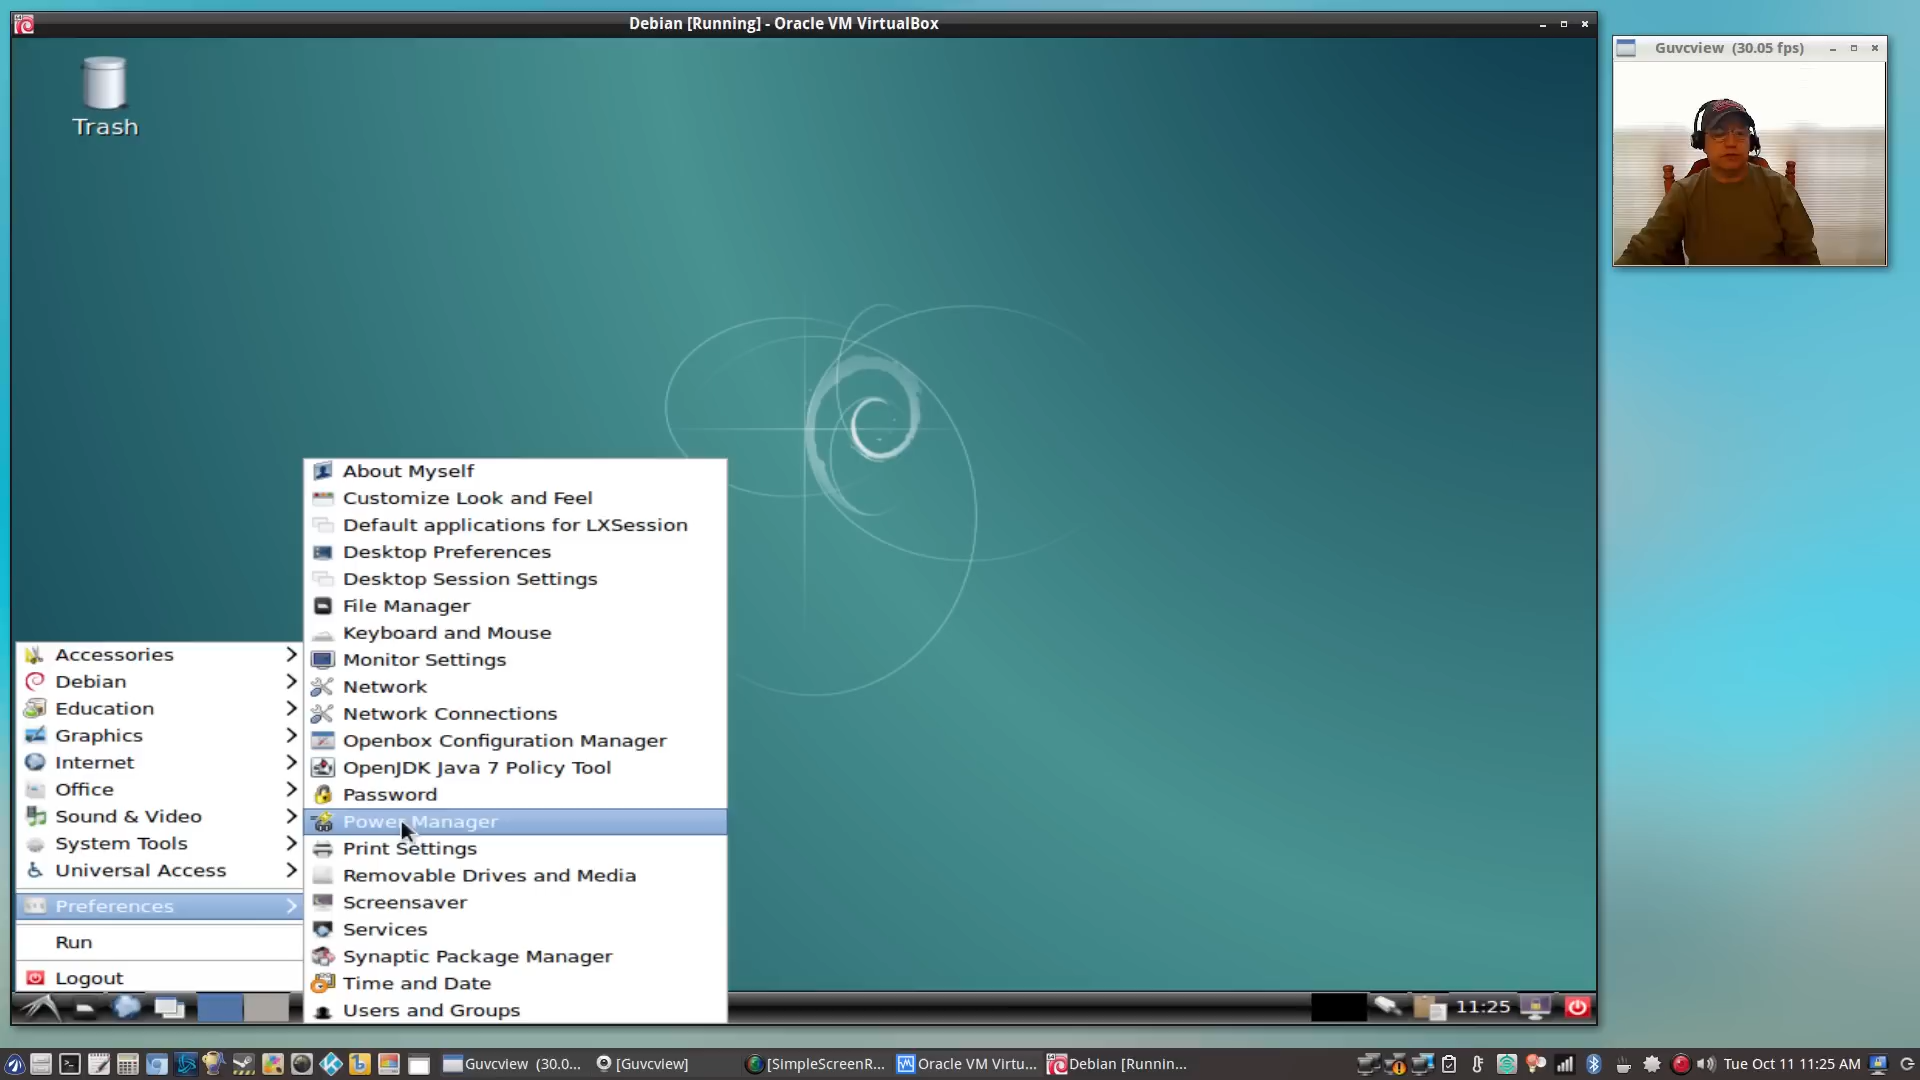 Debian [Running] - Oracle VM VirtualBox
Guvcview (30.05 fps)
Trash
About Myself
Customize Look and Feel
Default applications for LXSession
Desktop Preferences
Desktop Session Settings
File Manager
Keyboard and Mouse
Monitor Settings
Network
Network Connections
Openbox Configuration Manager
OpenJDK Java 7 Policy Tool
Password
Power Manager
Print Settings
Removable Drives and Media
Screensaver
Services
Synaptic Package Manager
Time and Date
Users and Groups
Accessories
Debian
Education
Graphics
Internet
Office
Sound & Video
System Tools
Universal Access
Preferences
Run
Logout
11:25
Guvcview (30.0...
[Guvcview]
[SimpleScreenR...
Oracle VM Virtu...
Debian [Runnin...
Tue Oct 11 11:25 AM